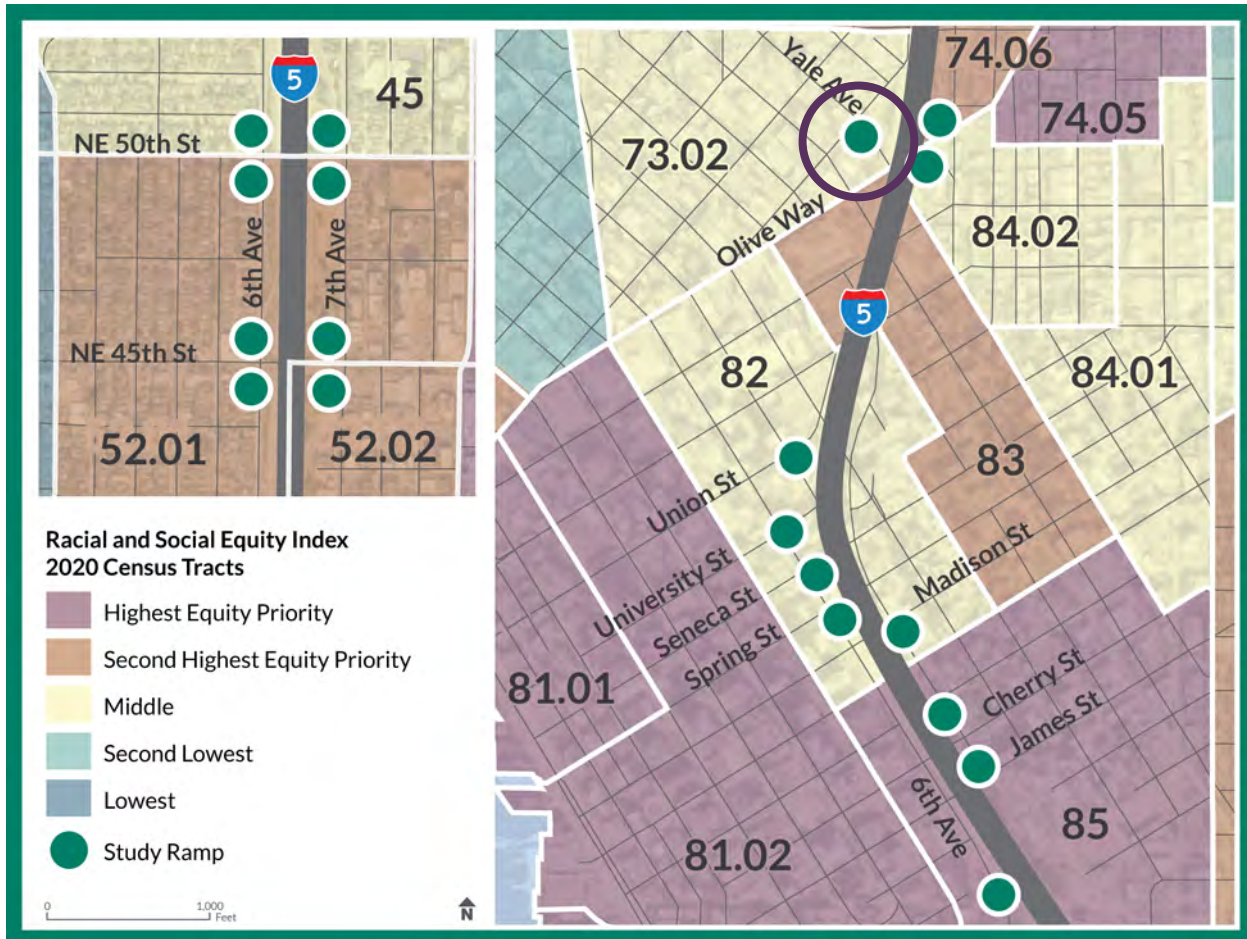 5
45
NE 50th St
6th Ave
7th Ave
NE 45th St
52.01
52.02
Racial and Social Equity Index
2020 Census Tracts
Highest Equity Priority
Second Highest Equity Priority
Middle
Second Lowest
Lowest
Study Ramp
0
1,000
Feet
N
Yale Ave
74.06
74.05
73.02
Olive Way
84.02
5
82
84.01
83
Union St
University St
Seneca St
Spring St
Madison St
81.01
Cherry St
James St
6th Ave
85
81.02